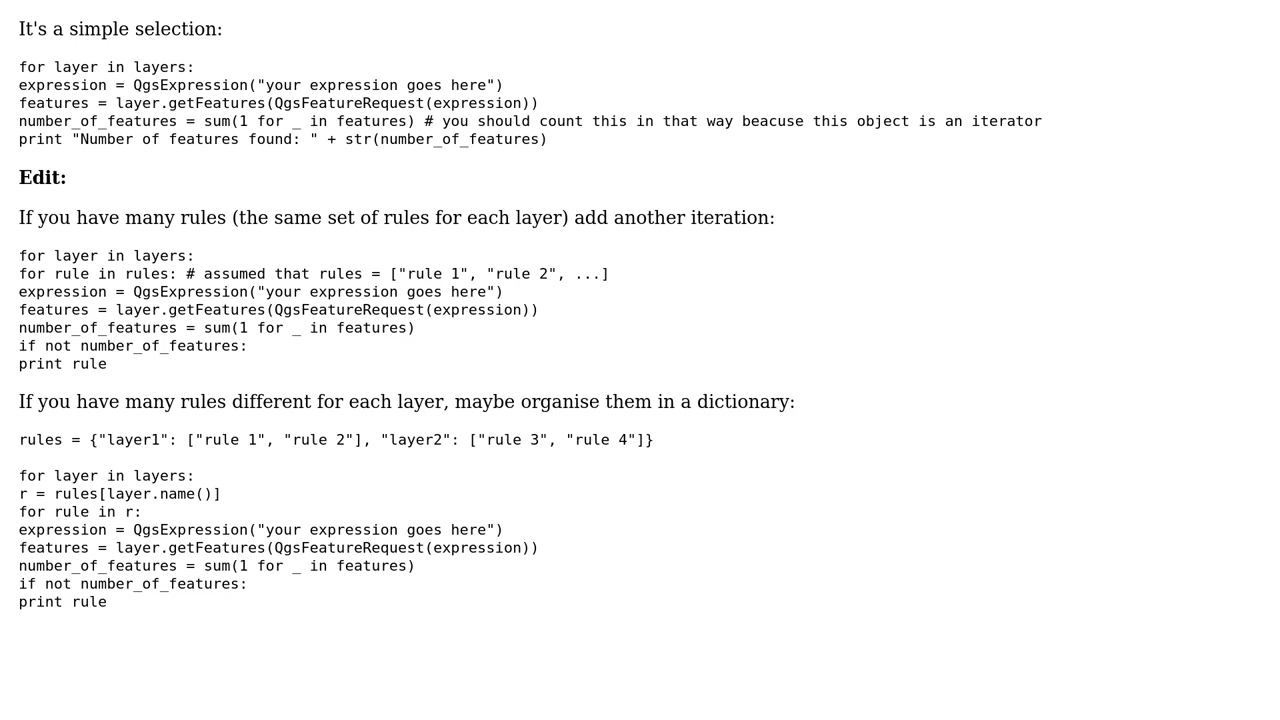 It's a simple selection:
for layer in layers:
expression = QgsExpression("your expression goes here")
features = layer.getFeatures(QgsFeatureRequest(expression))
number_of_features = sum(1 for _ in features) # you should count this in that way beacuse this object is an iterator
print "Number of features found: " + str(number_of_features)
Edit:
If you have many rules (the same set of rules for each layer) add another iteration:
for layer in layers:
for rule in rules: # assumed that rules = ["rule 1", "rule 2", ...]
expression = QgsExpression("your expression goes here")
features = layer.getFeatures(QgsFeatureRequest(expression))
number_of_features = sum(1 for _ in features)
if not number_of_features:
print rule
If you have many rules different for each layer, maybe organise them in a dictionary:
rules = {"layer1": ["rule 1", "rule 2"], "layer2": ["rule 3", "rule 4"]}
for layer in layers:
r = rules[layer.name()]
for rule in r:
expression = QgsExpression("your expression goes here")
features = layer.getFeatures(QgsFeatureRequest(expression))
number_of_features = sum(1 for _ in features)
if not number_of_features:
print rule